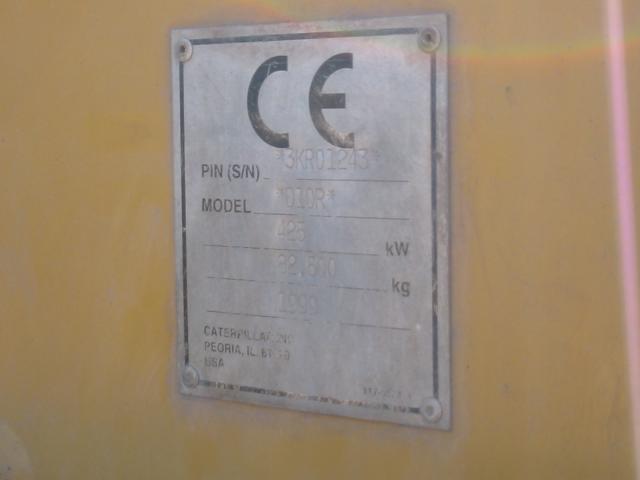 CE
PIN (S/N) *3KR01243*
MODEL *D10R*
425 kW
kg
1999
CATERPILLAR INC
PEORIA, IL
USA